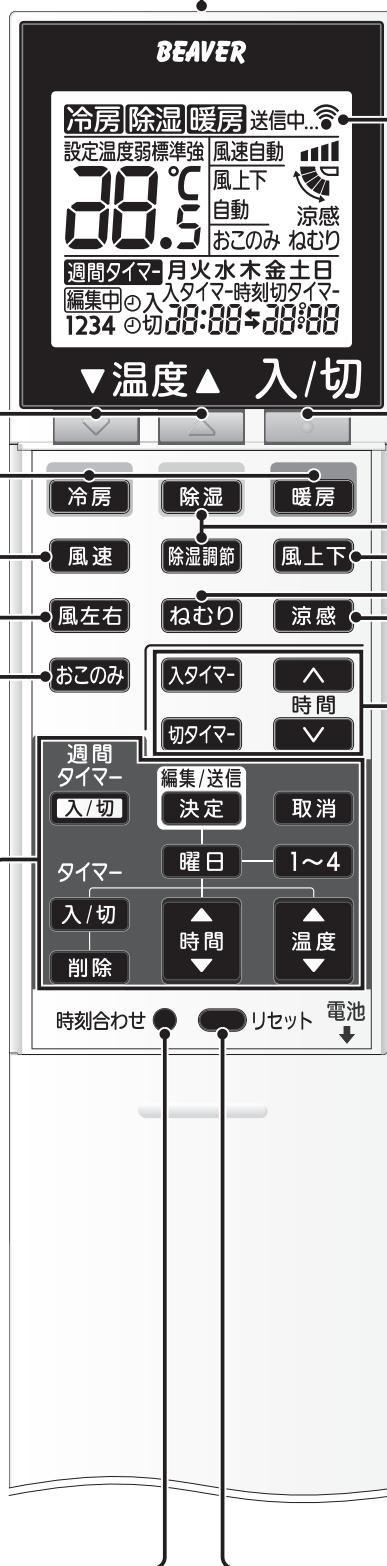 BEAVER
冷房 除湿 暖房 送信中...
設定温度弱標準強 風速自動
88.5℃ 風上下
自動 涼感
おこのみ ねむり
週間タイマー 月火水木金土日
編集中 入 入タイマー時刻切タイマー
1234 切 88:88⇄88:88
▼温度▲ 入/切
冷房 除湿 暖房
風速 除湿調節 風上下
風左右 ねむり 涼感
おこのみ 入タイマー ∧
時間
切タイマー ∨
週間
タイマー 編集/送信
入/切 決定 取消
タイマー 曜日 1〜4
入/切 ▲時間▼ ▲温度▼
削除
時刻合わせ リセット 電池